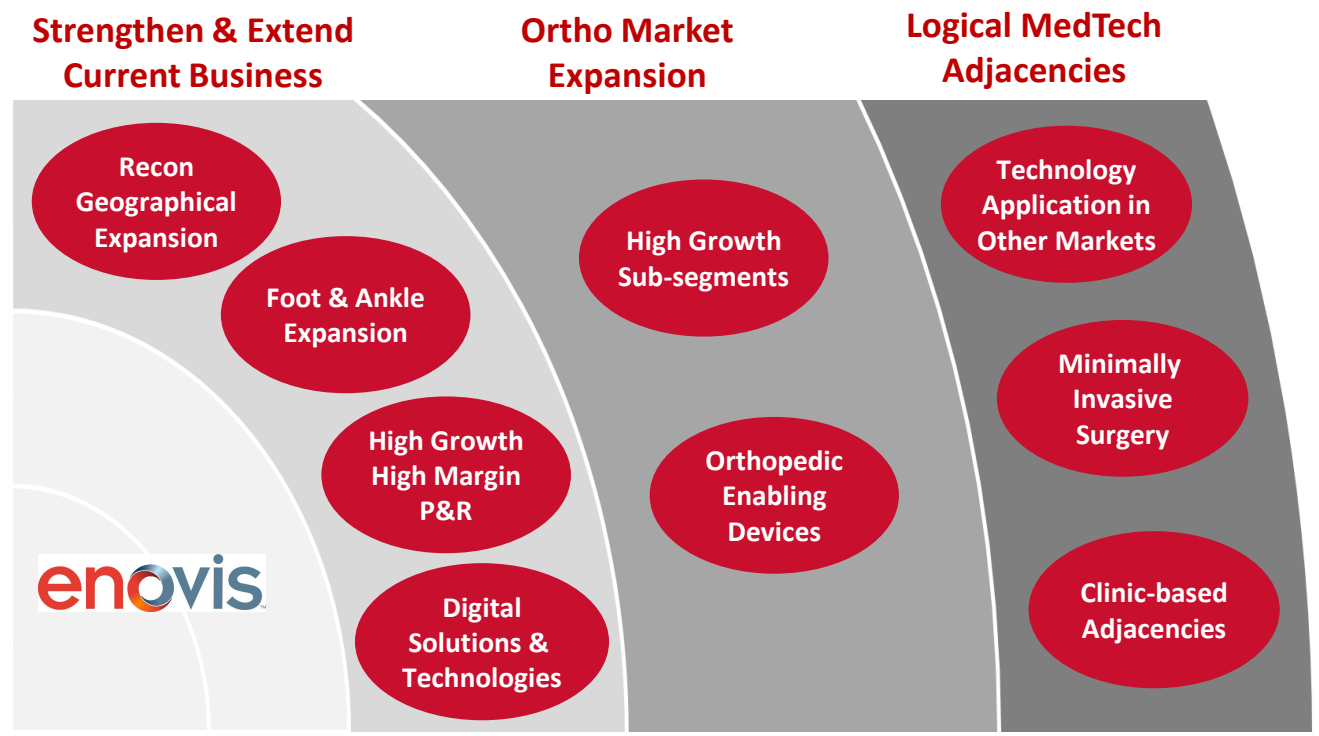 Strengthen & Extend
Current Business
Ortho Market
Expansion
Logical MedTech
Adjacencies
Recon
Geographical
Expansion
Foot & Ankle
Expansion
High Growth
High Margin
P&R
Digital
Solutions &
Technologies
High Growth
Sub-segments
Orthopedic
Enabling
Devices
Technology
Application in
Other Markets
Minimally
Invasive
Surgery
Clinic-based
Adjacencies
enovis™